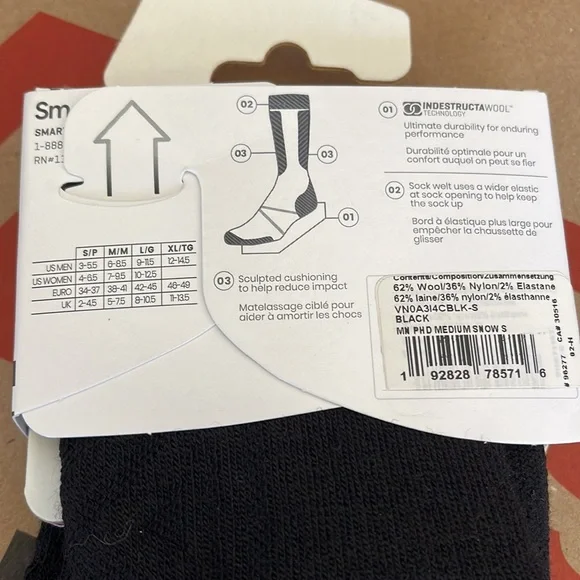 Sm
SMAR
1-888
RN#1
S/P M/M L/G XL/TG
US MEN 3-5.5 6-8.5 9-11.5 12-14.5
US WOMEN 4-6.5 7-9.5 10-12.5
EURO 34-37 38-41 42-45 46-49
UK 2-4.5 5-7.5 8-10.5 11-13.5
02
03 03
01
03 Sculpted cushioning
to help reduce impact
Matelassage ciblé pour
aider à amortir les chocs
01 INDESTRUCTAWOOL™
TECHNOLOGY
Ultimate durability for enduring
performance
Durabilité optimale pour un
confort auquel on peut se fier
02 Sock welt uses a wider elastic
at sock opening to help keep
the sock up
Bord à élastique plus large pour
empêcher la chaussette de
glisser
Contents/Composition/Zusammensetzung
62% Wool/36% Nylon/2% Elastane
62% laine/36% nylon/2% élasthanne
VN0A3I4CBLK-S
BLACK
MN PHD MEDIUM SNOW S
1 92828 78571 6
# 96277 CA# 30516
92-H